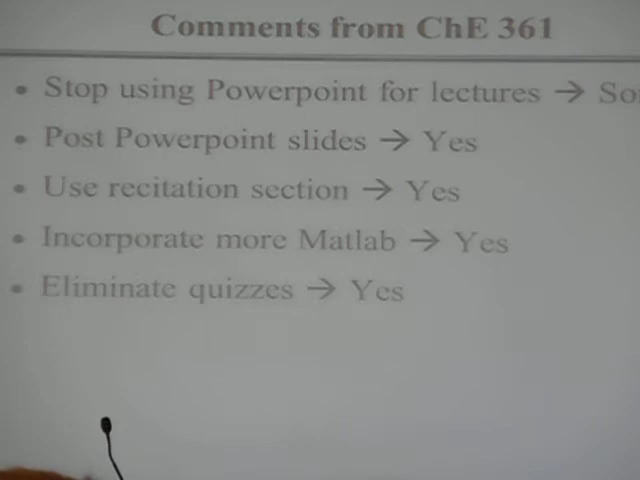 Comments from ChE 361
• Stop using Powerpoint for lectures →
• Post Powerpoint slides → Yes
• Use recitation section → Yes
• Incorporate more Matlab → Yes
• Eliminate quizzes → Yes